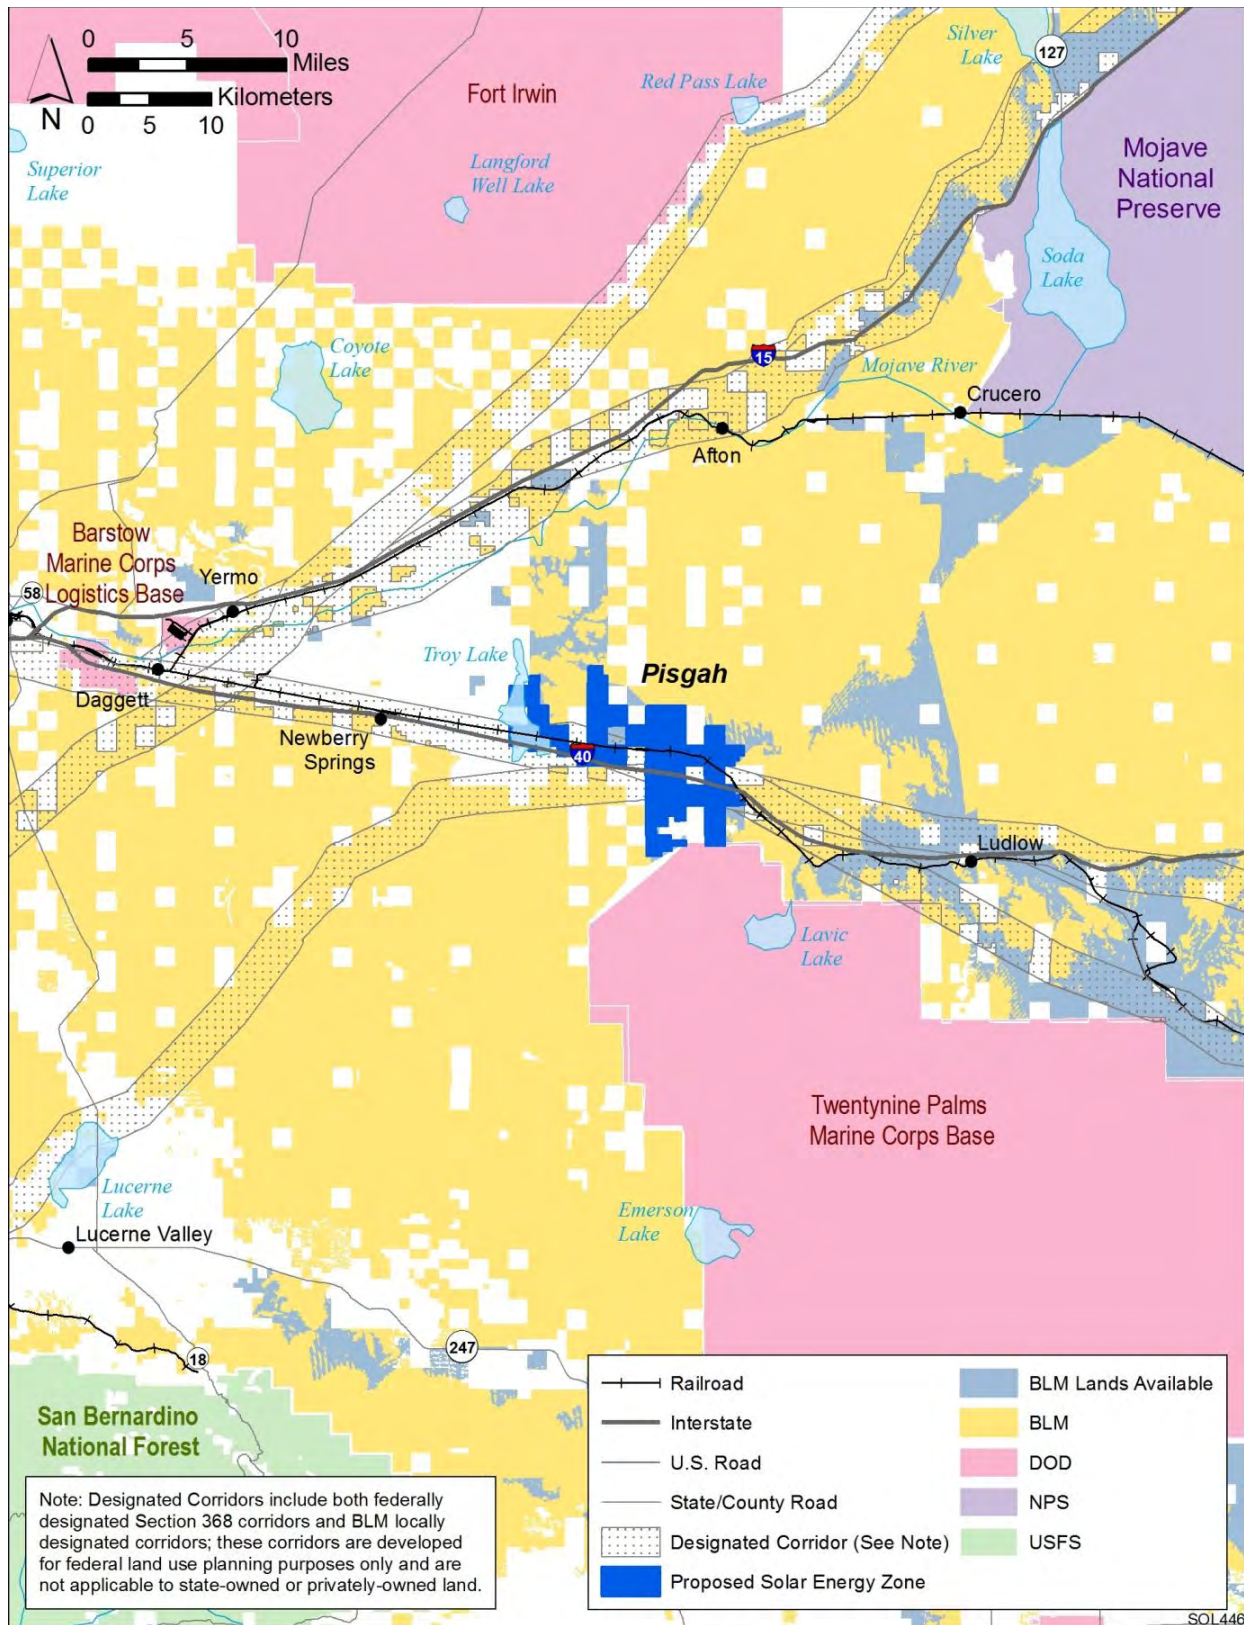 0 5 10
Miles
Kilometers
0 5 10
N
Fort Irwin
Red Pass Lake
Silver
Lake
127
Superior
Lake
Langford
Well Lake
Mojave
National
Preserve
Soda
Lake
Coyote
Lake
15
Mojave River
Crucero
Afton
Barstow
Marine Corps
Logistics Base
58
Yermo
Troy Lake
Pisgah
Daggett
Newberry
Springs
40
Ludlow
Lavic
Lake
Twentynine Palms
Marine Corps Base
Lucerne
Lake
Emerson
Lake
Lucerne Valley
247
18
San Bernardino
National Forest
Note: Designated Corridors include both federally
designated Section 368 corridors and BLM locally
designated corridors; these corridors are developed
for federal land use planning purposes only and are
not applicable to state-owned or privately-owned land.
Railroad
Interstate
U.S. Road
State/County Road
Designated Corridor (See Note)
Proposed Solar Energy Zone
BLM Lands Available
BLM
DOD
NPS
USFS
SOL446